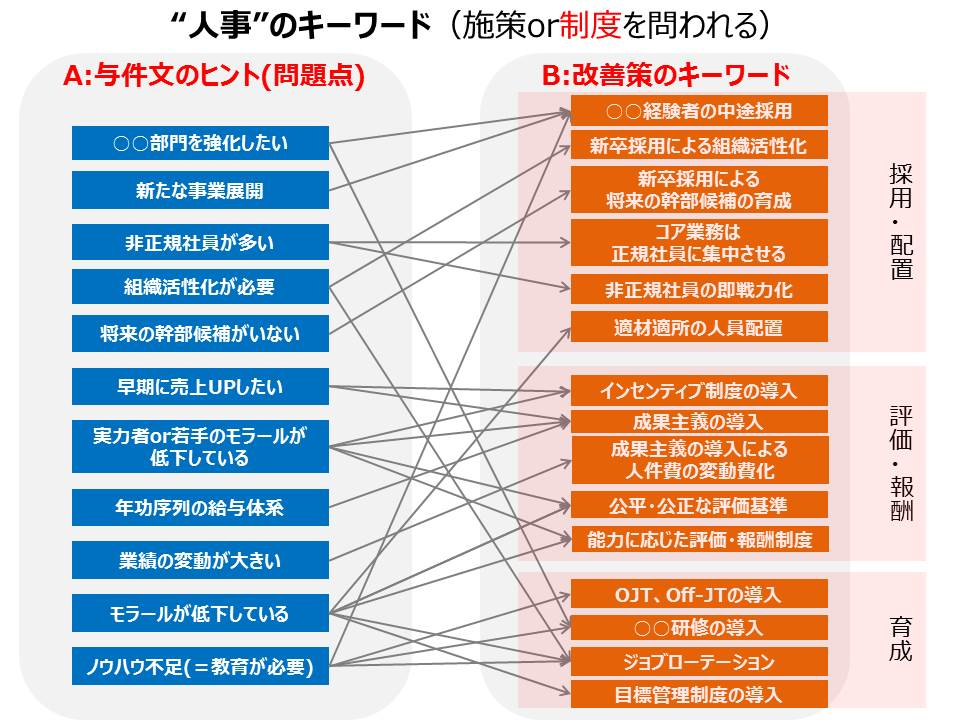 “人事”のキーワード（施策or制度を問われる）
A:与件文のヒント(問題点)
○○部門を強化したい
新たな事業展開
非正規社員が多い
組織活性化が必要
将来の幹部候補がいない
早期に売上UPしたい
実力者or若手のモラールが
低下している
年功序列の給与体系
業績の変動が大きい
モラールが低下している
ノウハウ不足(＝教育が必要)
B:改善策のキーワード
○○経験者の中途採用
新卒採用による組織活性化
新卒採用による
将来の幹部候補の育成
コア業務は
正規社員に集中させる
非正規社員の即戦力化
適材適所の人員配置
採用・配置
インセンティブ制度の導入
成果主義の導入
成果主義の導入による
人件費の変動費化
公平・公正な評価基準
能力に応じた評価・報酬制度
評価・報酬
OJT、Off-JTの導入
○○研修の導入
ジョブローテーション
目標管理制度の導入
育成